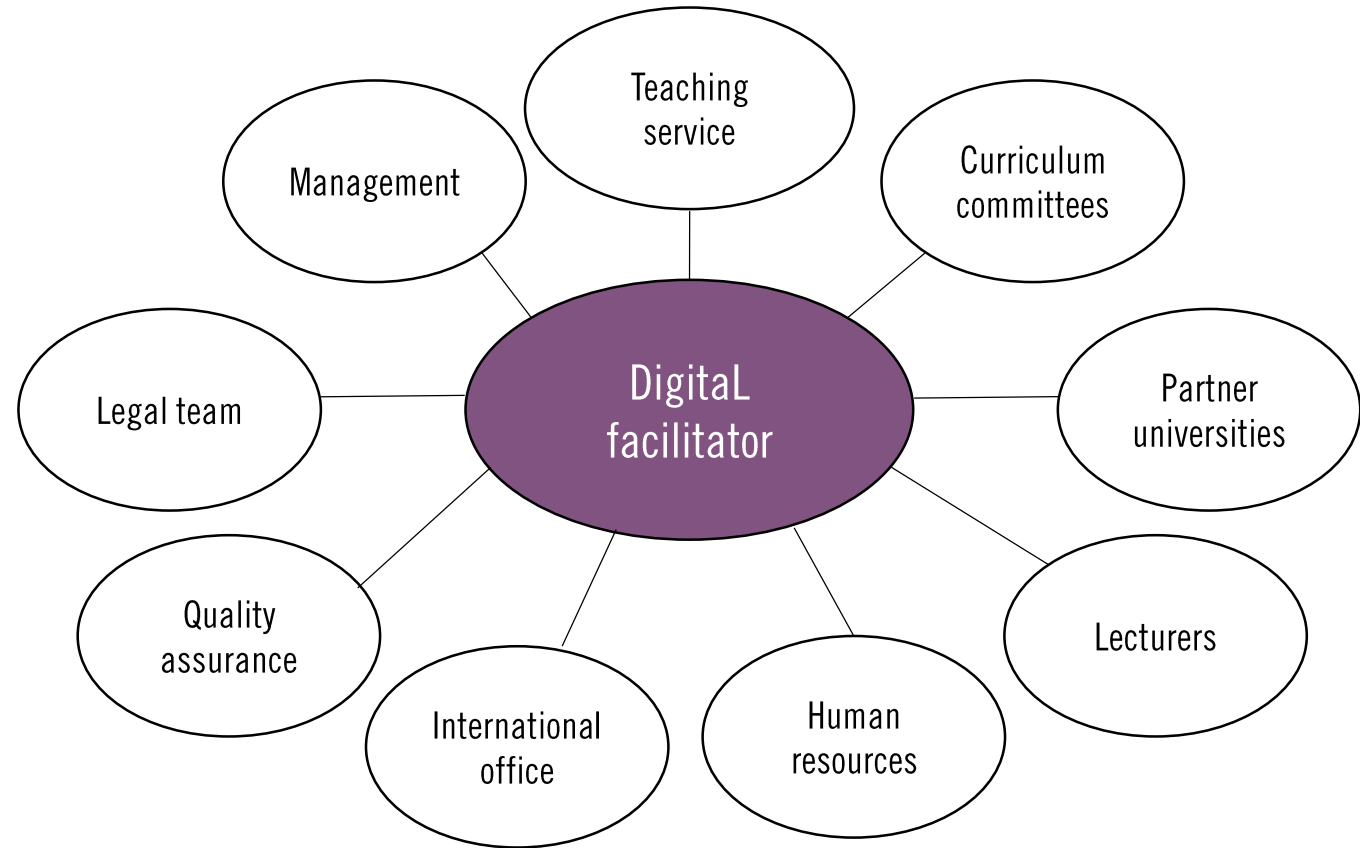 Teaching
service
Management
Curriculum
committees
DigitaL
facilitator
Legal team
Partner
universities
Quality
assurance
Lecturers
International
office
Human
resources